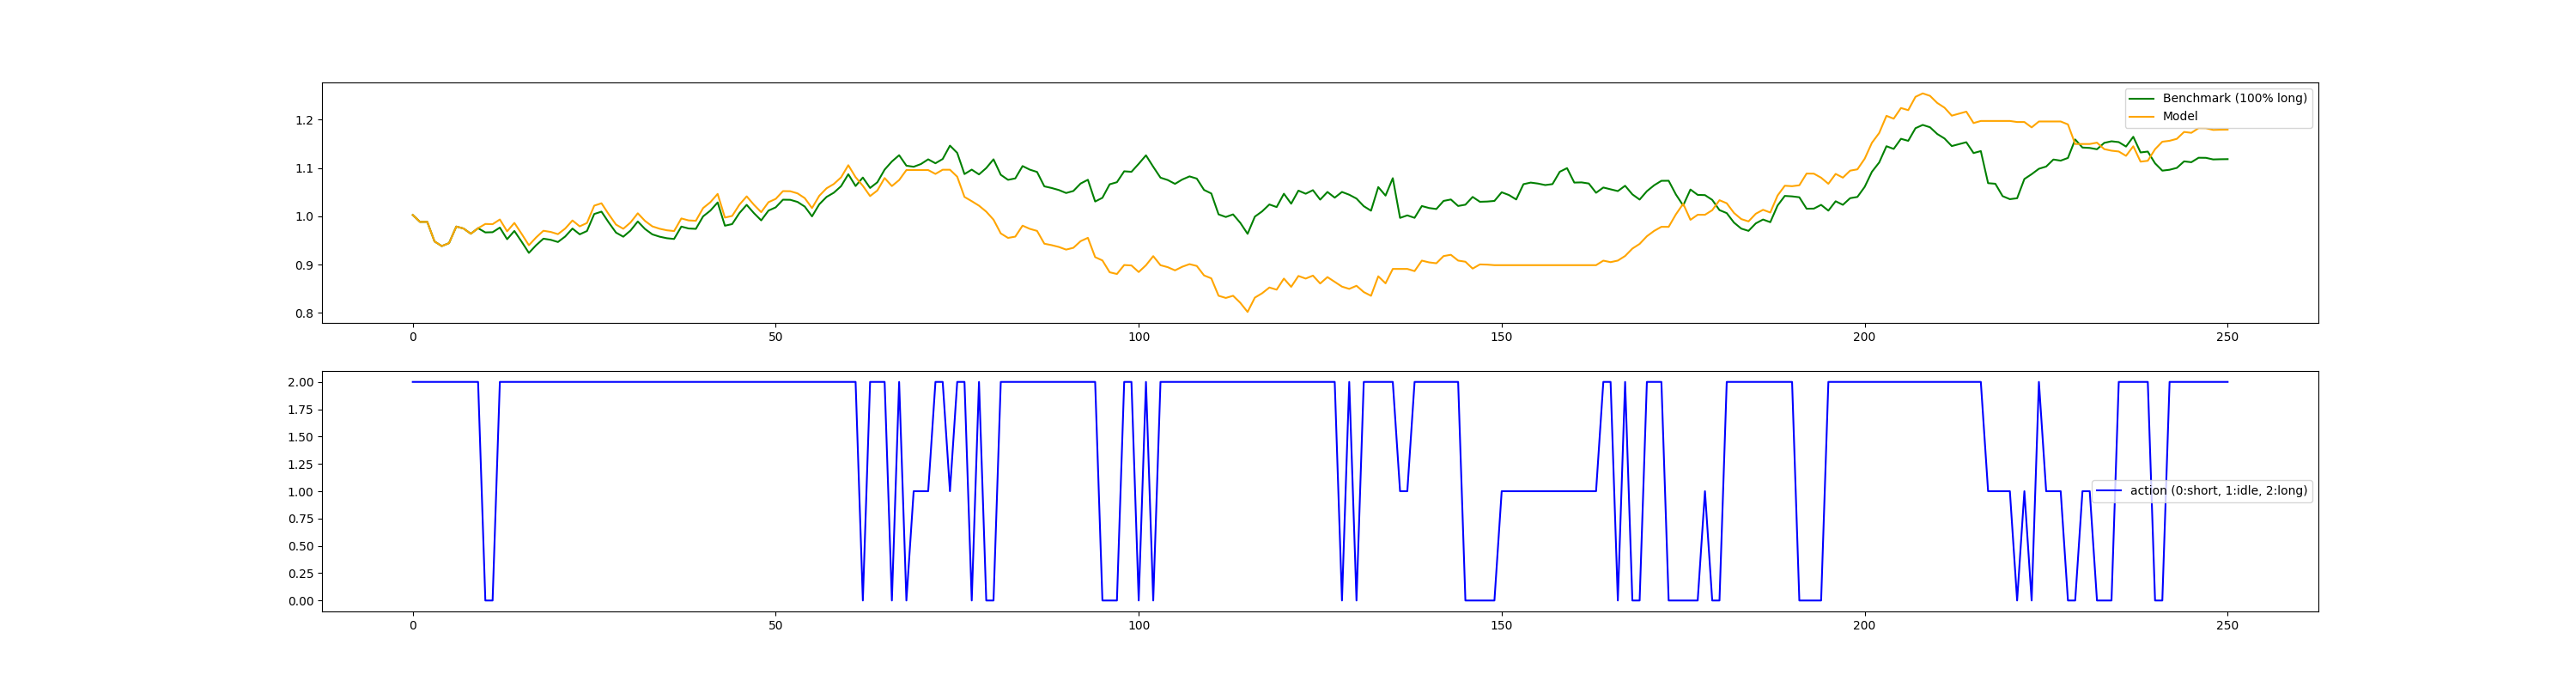 Benchmark (100% long)
Model
1.2
1.1
1.0
0.9
0.8
0 50 100 150 200 250
2.00
1.75
1.50
1.25
1.00
0.75
0.50
0.25
0.00
action (0:short, 1:idle, 2:long)
0 50 100 150 200 250